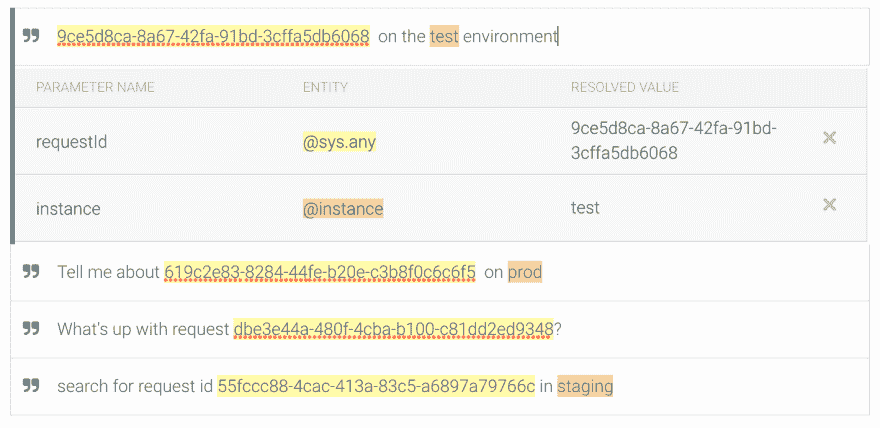 9ce5d8ca-8a67-42fa-91bd-3cffa5db6068 on the test environment
PARAMETER NAME ENTITY RESOLVED VALUE
requestId @sys.any 9ce5d8ca-8a67-42fa-91bd-
3cffa5db6068
instance @instance test
Tell me about 619c2e83-8284-44fe-b20e-c3b8f0c6c6f5 on prod
What's up with request dbe3e44a-480f-4cba-b100-c81dd2ed9348?
search for request id 55fccc88-4cac-413a-83c5-a6897a79766c in staging